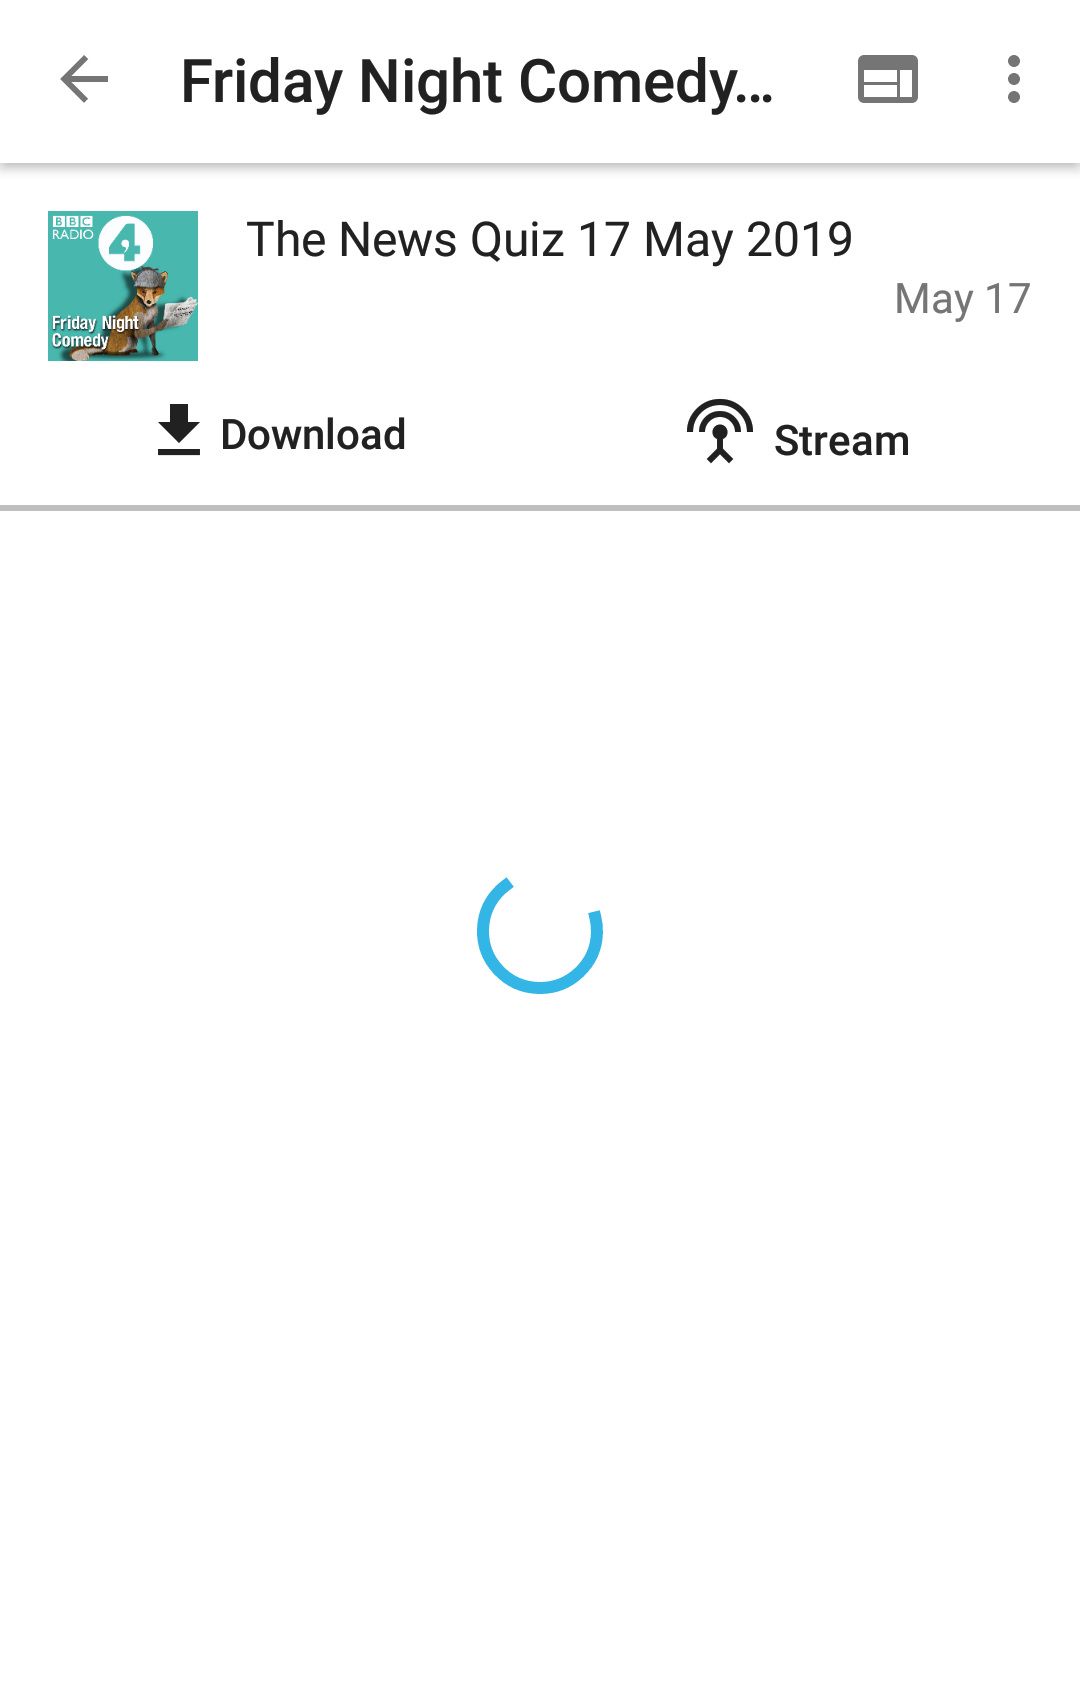 Friday Night Comedy...
BBC
RADIO
4
Friday Night
Comedy
The News Quiz 17 May 2019
May 17
Download
Stream